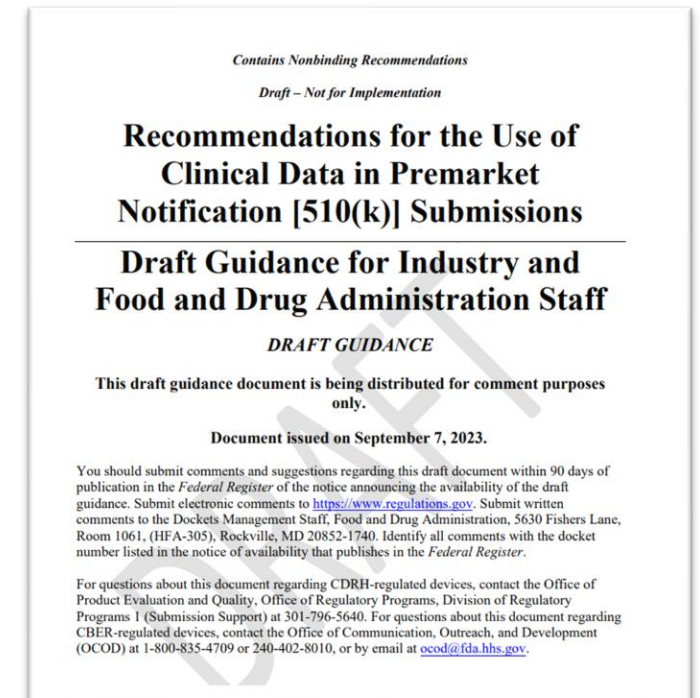 Contains Nonbinding Recommendations
Draft – Not for Implementation
Recommendations for the Use of
Clinical Data in Premarket
Notification [510(k)] Submissions
Draft Guidance for Industry and
Food and Drug Administration Staff
DRAFT GUIDANCE
This draft guidance document is being distributed for comment purposes
only.
Document issued on September 7, 2023.
You should submit comments and suggestions regarding this draft document within 90 days of
publication in the Federal Register of the notice announcing the availability of the draft
guidance. Submit electronic comments to https://www.regulations.gov. Submit written
comments to the Dockets Management Staff, Food and Drug Administration, 5630 Fishers Lane,
Room 1061, (HFA-305), Rockville, MD 20852-1740. Identify all comments with the docket
number listed in the notice of availability that publishes in the Federal Register.
For questions about this document regarding CDRH-regulated devices, contact the Office of
Product Evaluation and Quality, Office of Regulatory Programs, Division of Regulatory
Programs 1 (Submission Support) at 301-796-5640. For questions about this document regarding
CBER-regulated devices, contact the Office of Communication, Outreach, and Development
(OCOD) at 1-800-835-4709 or 240-402-8010, or by email at ocod@fda.hhs.gov.
DRAFT